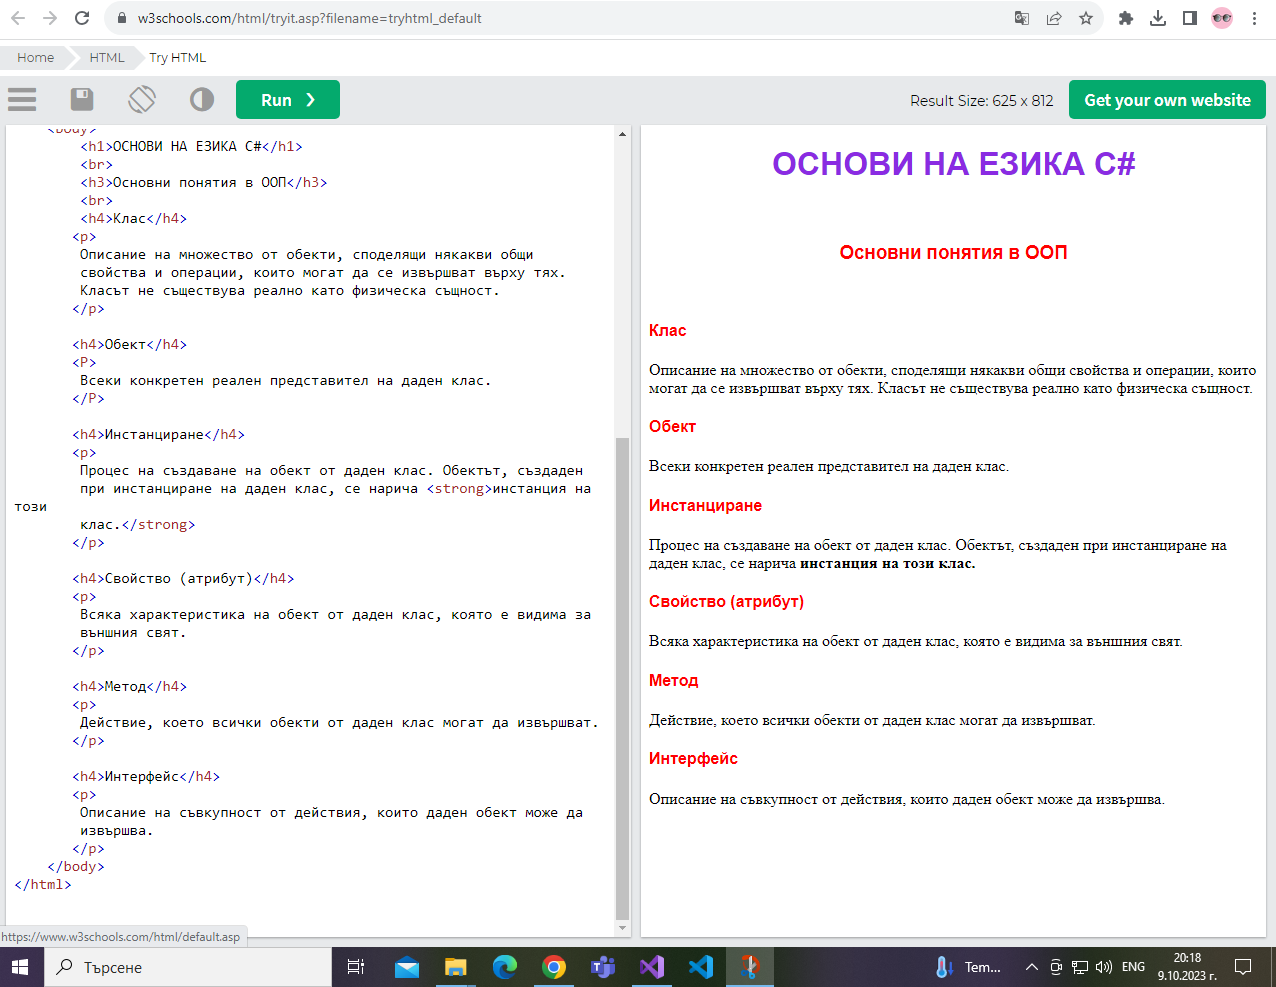 w3schools.com/html/tryit.asp?filename=tryhtml_default
Home HTML Try HTML
Run ❯
Result Size: 625 x 812
Get your own website
<body>
<h1>ОСНОВИ НА ЕЗИКА C#</h1>
<br>
<h3>Основни понятия в ООП</h3>
<br>
<h4>Клас</h4>
<p>
Описание на множество от обекти, споделящи някакви общи
свойства и операции, които могат да се извършват върху тях.
Класът не съществува реално като физическа същност.
</p>
<h4>Обект</h4>
<P>
Всеки конкретен реален представител на даден клас.
</P>
<h4>Инстанциране</h4>
<p>
Процес на създаване на обект от даден клас. Обектът, създаден
при инстанциране на даден клас, се нарича <strong>инстанция на
този
клас.</strong>
</p>
<h4>Свойство (атрибут)</h4>
<p>
Всяка характеристика на обект от даден клас, която е видима за
външния свят.
</p>
<h4>Метод</h4>
<p>
Действие, което всички обекти от даден клас могат да извършват.
</p>
<h4>Интерфейс</h4>
<p>
Описание на съвкупност от действия, които даден обект може да
извършва.
</p>
</body>
</html>
ОСНОВИ НА ЕЗИКА C#
Основни понятия в ООП
Клас
Описание на множество от обекти, споделящи някакви общи свойства и операции, които
могат да се извършват върху тях. Класът не съществува реално като физическа същност.
Обект
Всеки конкретен реален представител на даден клас.
Инстанциране
Процес на създаване на обект от даден клас. Обектът, създаден при инстанциране на
даден клас, се нарича инстанция на този клас.
Свойство (атрибут)
Всяка характеристика на обект от даден клас, която е видима за външния свят.
Метод
Действие, което всички обекти от даден клас могат да извършват.
Интерфейс
Описание на съвкупност от действия, които даден обект може да извършва.
https://www.w3schools.com/html/default.asp
Търсене
Tem...
ENG
20:18
9.10.2023 г.